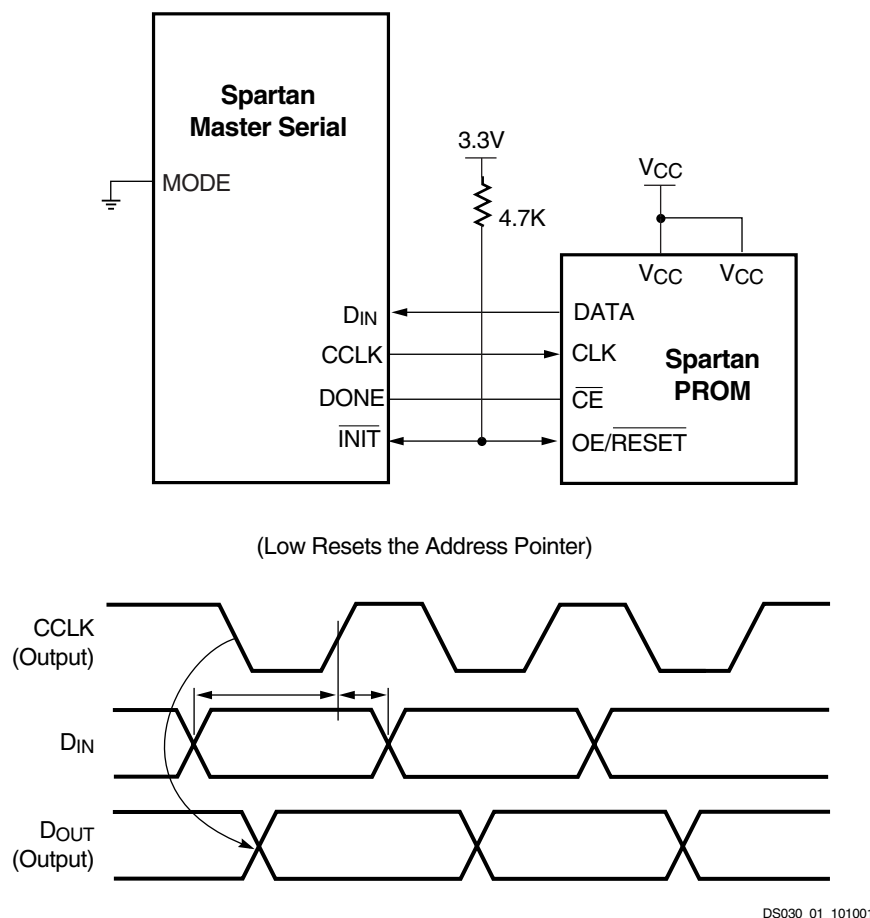 Spartan
Master Serial
MODE
3.3V
4.7K
VCC
VCC VCC
DIN
DATA
CCLK
CLK
Spartan
PROM
DONE
CE
INIT
OE/RESET
(Low Resets the Address Pointer)
CCLK
(Output)
DIN
DOUT
(Output)
DS030_01_101001